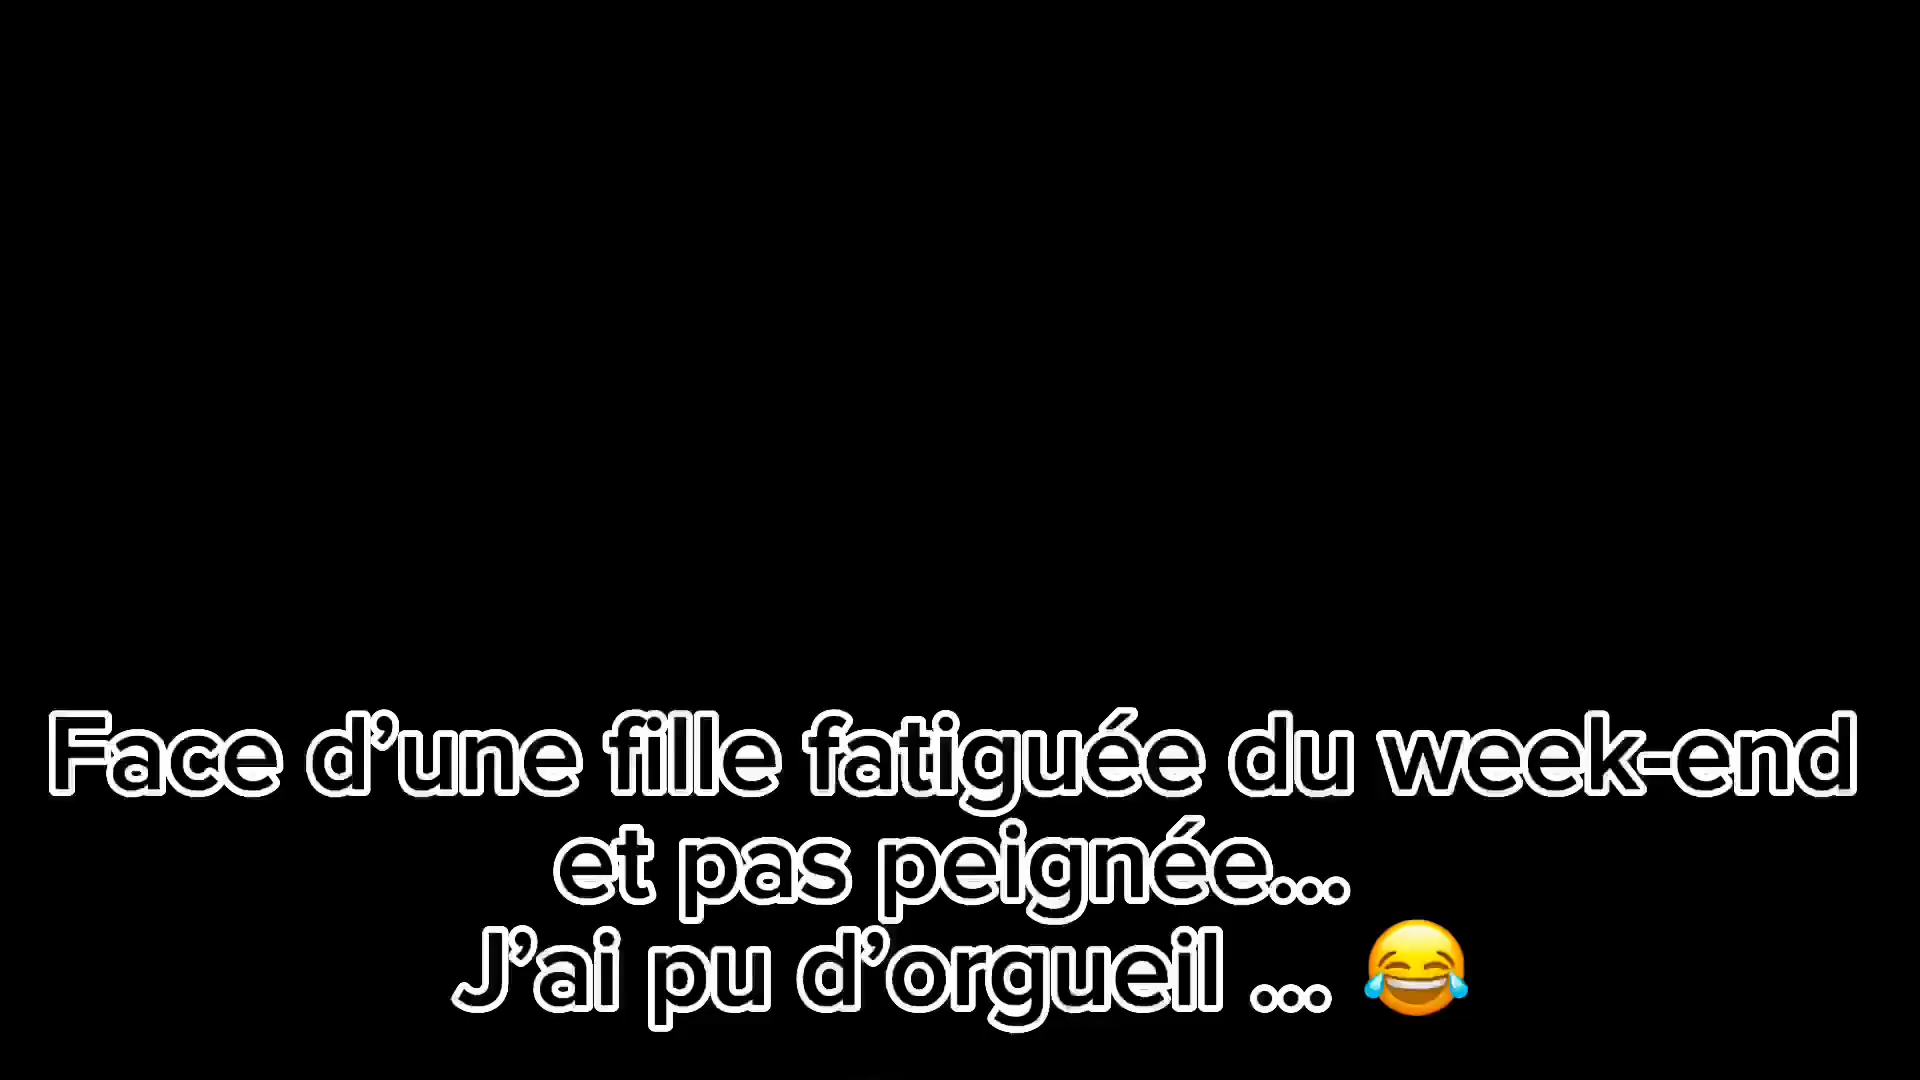 Face d’une fille fatiguée du week-end
et pas peignée...
J’ai pu d’orgueil ... 😂